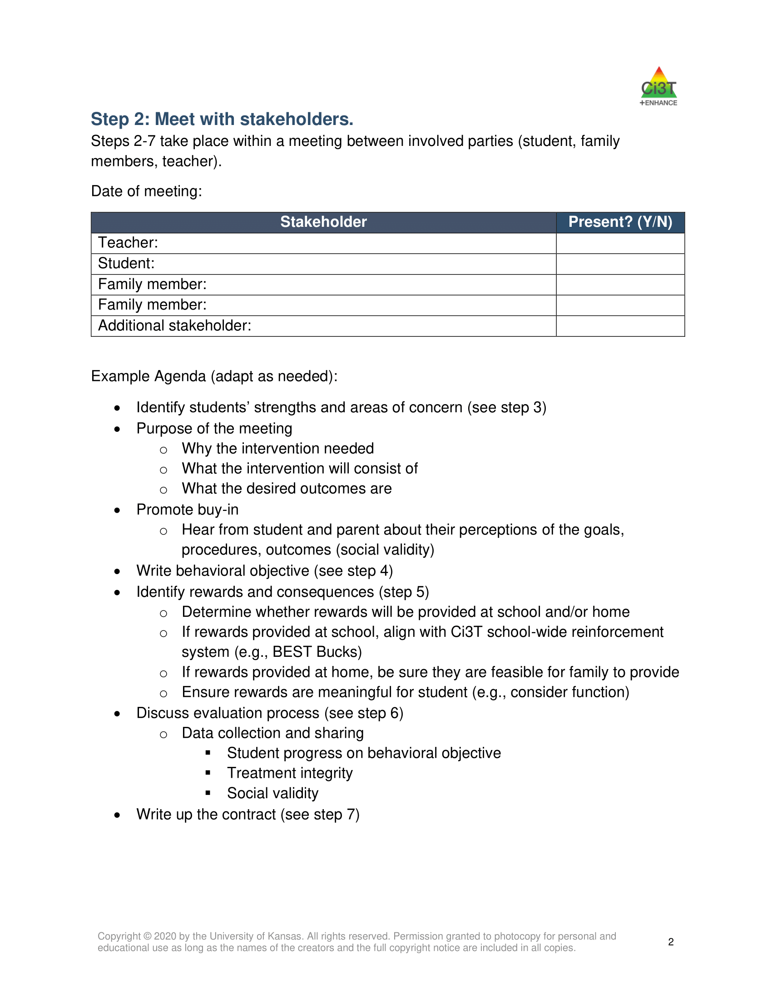 Ci3T
+ENHANCE
Step 2: Meet with stakeholders.
Steps 2-7 take place within a meeting between involved parties (student, family
members, teacher).
Date of meeting:
Stakeholder Present? (Y/N)
Teacher:
Student:
Family member:
Family member:
Additional stakeholder:
Example Agenda (adapt as needed):
• Identify students’ strengths and areas of concern (see step 3)
• Purpose of the meeting
o Why the intervention needed
o What the intervention will consist of
o What the desired outcomes are
• Promote buy-in
o Hear from student and parent about their perceptions of the goals,
procedures, outcomes (social validity)
• Write behavioral objective (see step 4)
• Identify rewards and consequences (step 5)
o Determine whether rewards will be provided at school and/or home
o If rewards provided at school, align with Ci3T school-wide reinforcement
system (e.g., BEST Bucks)
o If rewards provided at home, be sure they are feasible for family to provide
o Ensure rewards are meaningful for student (e.g., consider function)
• Discuss evaluation process (see step 6)
o Data collection and sharing
▪ Student progress on behavioral objective
▪ Treatment integrity
▪ Social validity
• Write up the contract (see step 7)
Copyright © 2020 by the University of Kansas. All rights reserved. Permission granted to photocopy for personal and
educational use as long as the names of the creators and the full copyright notice are included in all copies.
2